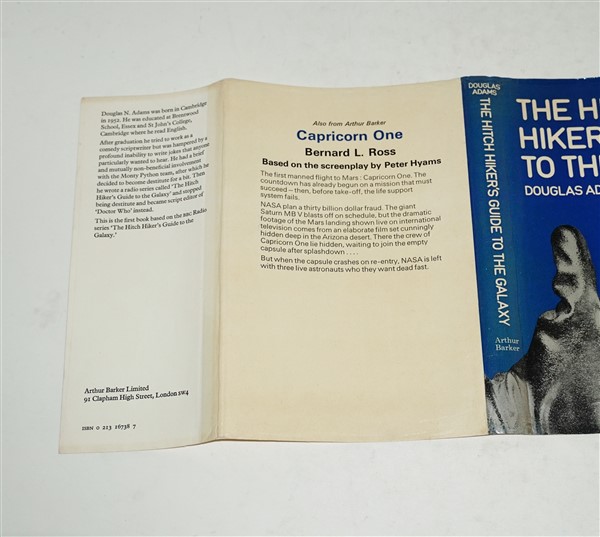 Douglas N. Adams was born in Cambridge
in 1952. He was educated at Brentwood
School, Essex and St John's College,
Cambridge where he read English.
After graduation he tried to work as a
comedy scriptwriter but was hampered by a
profound inability to write jokes that anyone
particularly wanted to hear. He had a brief
and mutually non-beneficial involvement
with the Monty Python team, after which he
decided to become destitute for a bit. Then
he wrote a radio series called 'The Hitch
Hiker's Guide to the Galaxy' and stopped
being destitute and became script editor of
'Doctor Who' instead.
This is the first book based on the BBC Radio
series 'The Hitch Hiker's Guide to the
Galaxy.'
Arthur Barker Limited
91 Clapham High Street, London SW4
ISBN 0 213 16738 7
Also from Arthur Barker
Capricorn One
Bernard L. Ross
Based on the screenplay by Peter Hyams
The first manned flight to Mars: Capricorn One. The
countdown has already begun on a mission that must
succeed – then, before take-off, the life support
system fails.
NASA plan a thirty billion dollar fraud. The giant
Saturn MB V blasts off on schedule, but the dramatic
footage of the Mars landing shown live on international
television comes from an elaborate film set cunningly
hidden deep in the Arizona desert. There the crew of
Capricorn One lie hidden, waiting to join the empty
capsule after splashdown . . . .
But when the capsule crashes on re-entry, NASA is left
with three live astronauts who they want dead fast.
DOUGLAS
ADAMS
THE HITCH HIKER'S GUIDE TO THE GALAXY
Arthur
Barker
THE HI
HIKER
TO THE
DOUGLAS AD